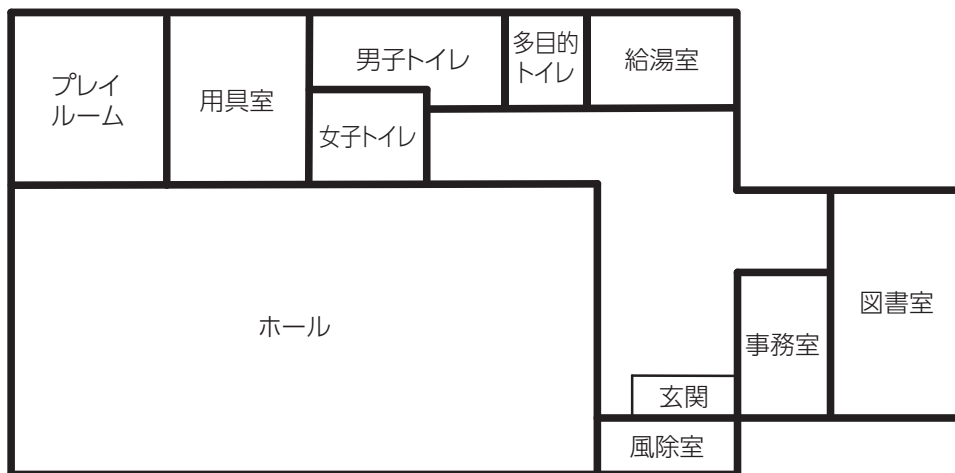 プレイ
ルーム
用具室
男子トイレ
多目的
トイレ
給湯室
女子トイレ
ホール
図書室
事務室
玄関
風除室